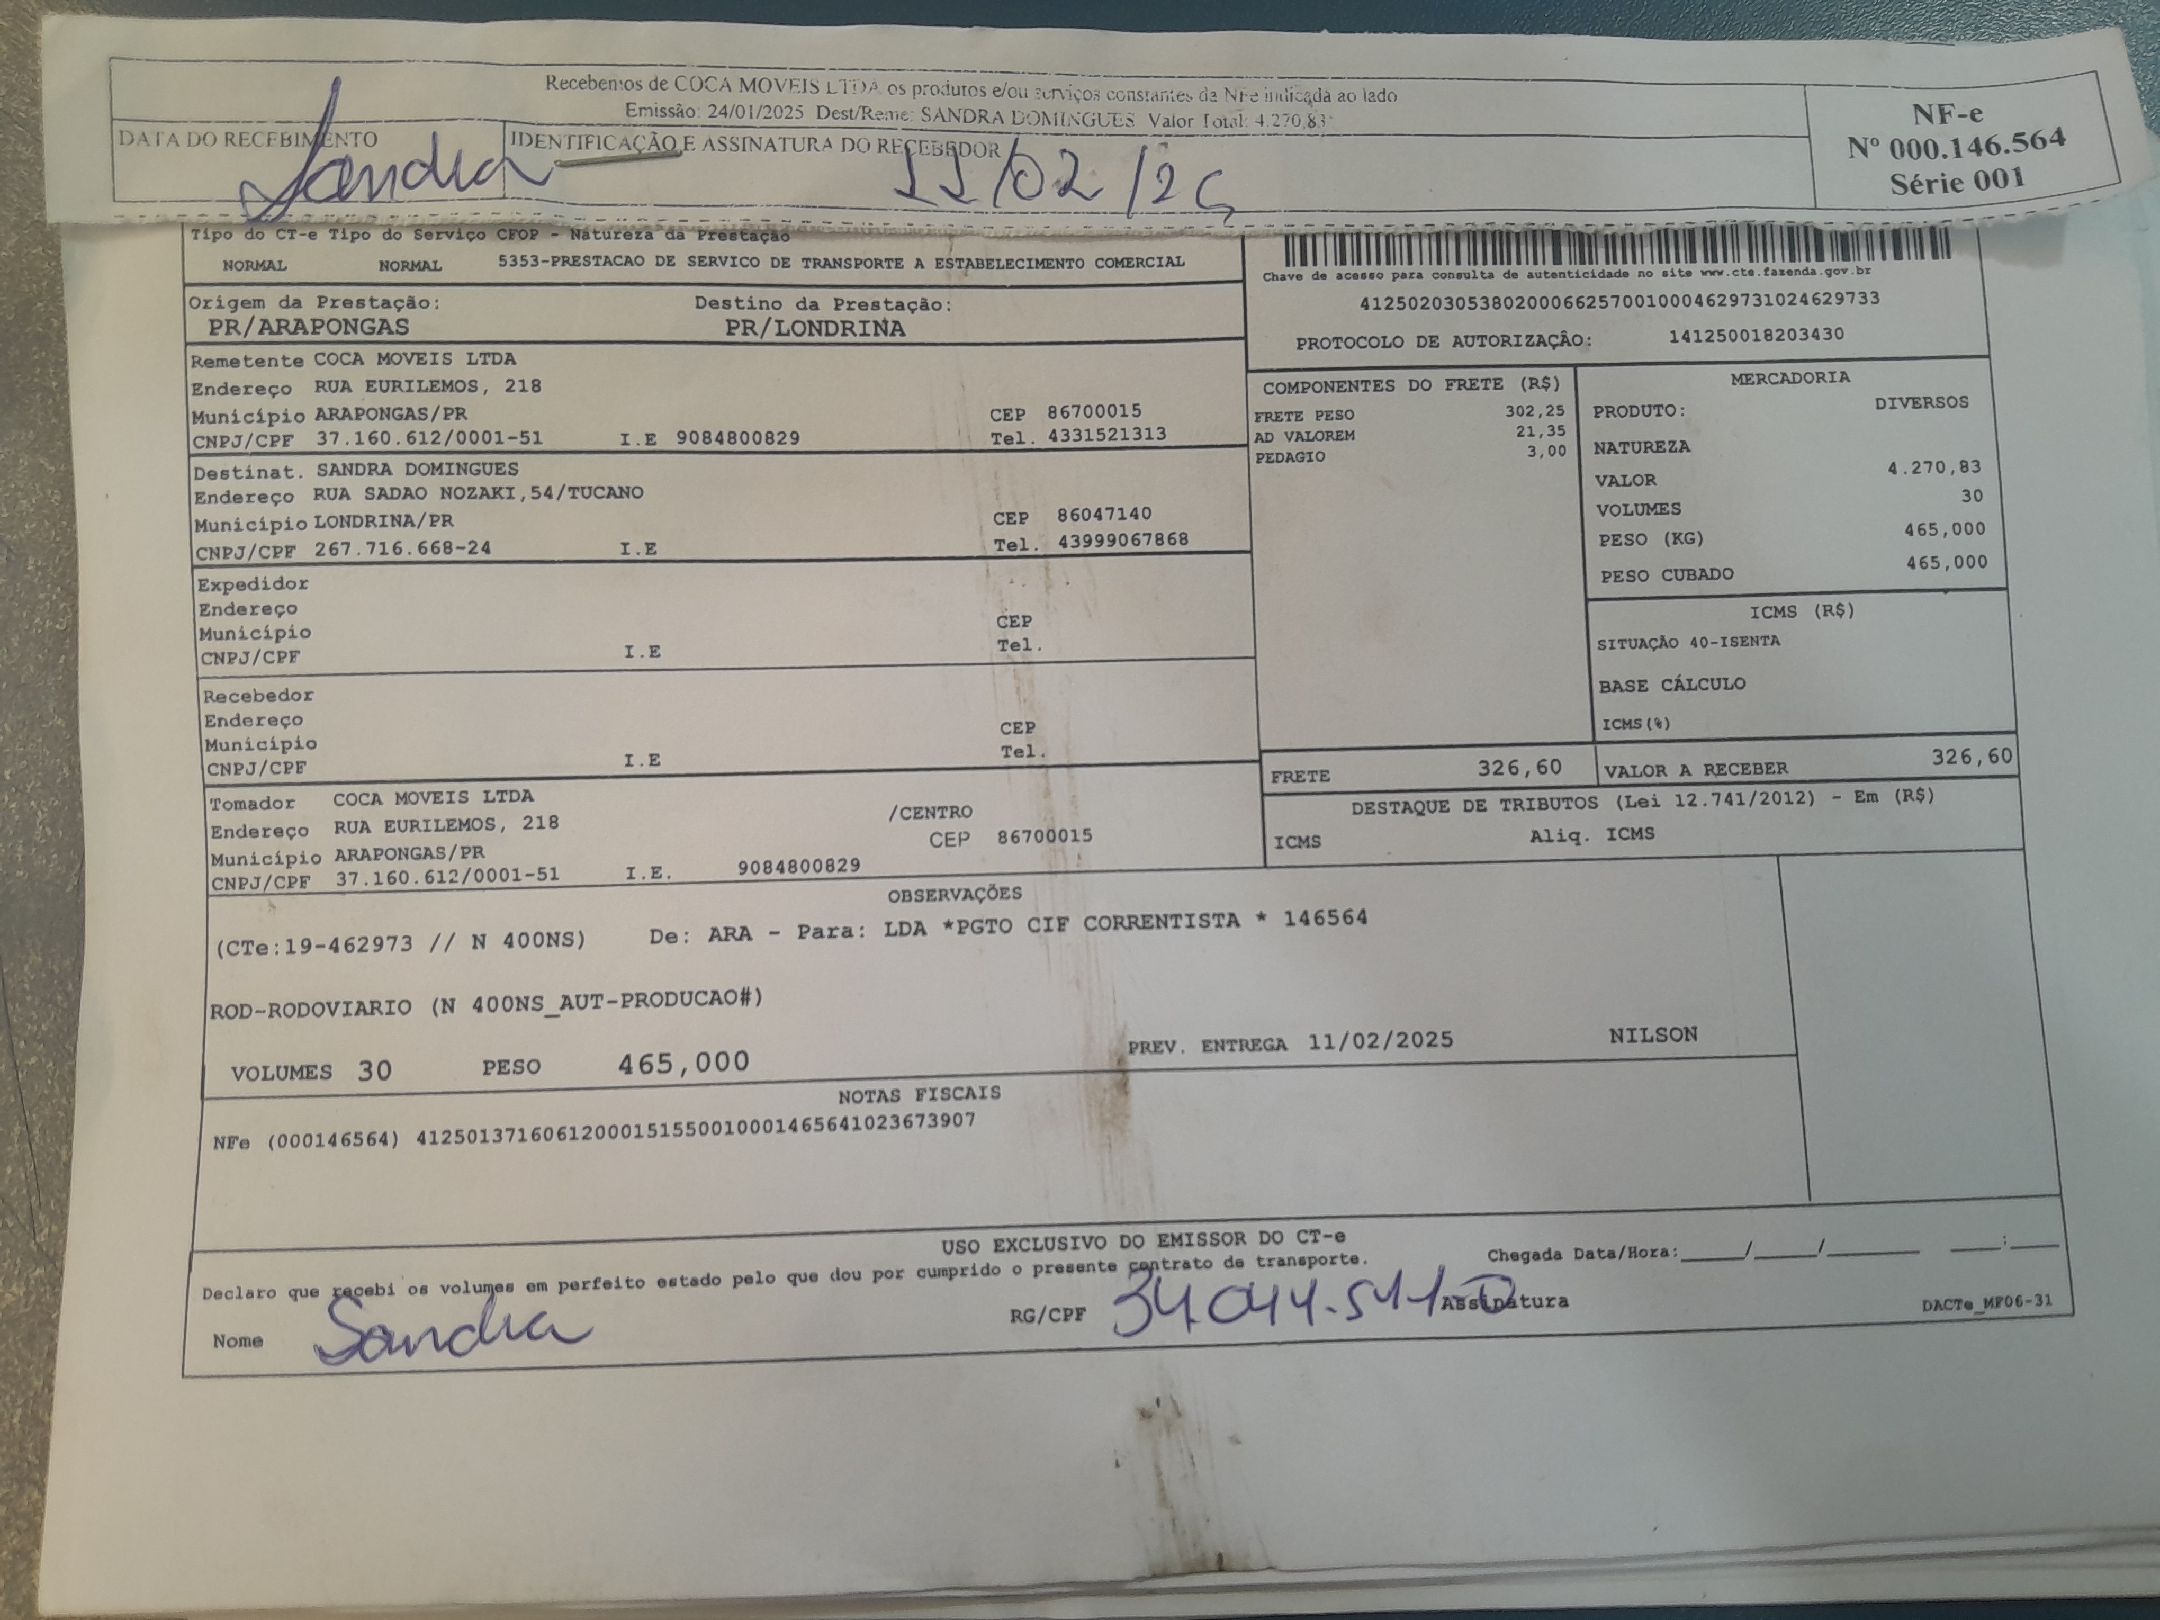 Recebemos de COCA MOVEIS LTDA os produtos e/ou serviços constantes da NFe indicada ao lado
Emissão: 24/01/2025 Dest/Reme: SANDRA DOMINGUES Valor Total: 4.270,83
NF-e
Nº 000.146.564
Série 001
DATA DO RECEBIMENTO
IDENTIFICAÇÃO E ASSINATURA DO RECEBEDOR
Sandra
11/02/25
Tipo do CT-e Tipo do Serviço CFOP - Natureza da Prestação
NORMAL NORMAL 5353-PRESTACAO DE SERVICO DE TRANSPORTE A ESTABELECIMENTO COMERCIAL
Chave de acesso para consulta de autenticidade no site www.cte.fazenda.gov.br
41250203053802000662570010004629731024629733
PROTOCOLO DE AUTORIZAÇÂO: 141250018203430
Origem da Prestação: Destino da Prestação:
PR/ARAPONGAS PR/LONDRINA
Remetente COCA MOVEIS LTDA
Endereço RUA EURILEMOS, 218
Município ARAPONGAS/PR CEP 86700015
CNPJ/CPF 37.160.612/0001-51 I.E 9084800829 Tel. 4331521313
Destinat. SANDRA DOMINGUES
Endereço RUA SADAO NOZAKI,54/TUCANO
Município LONDRINA/PR CEP 86047140
CNPJ/CPF 267.716.668-24 I.E Tel. 43999067868
Expedidor
Endereço
Município CEP
CNPJ/CPF I.E Tel.
Recebedor
Endereço
Município CEP
CNPJ/CPF I.E Tel.
Tomador COCA MOVEIS LTDA
Endereço RUA EURILEMOS, 218 /CENTRO
Município ARAPONGAS/PR CEP 86700015
CNPJ/CPF 37.160.612/0001-51 I.E. 9084800829
COMPONENTES DO FRETE (R$)
FRETE PESO 302,25
AD VALOREM 21,35
PEDAGIO 3,00
MERCADORIA
PRODUTO: DIVERSOS
NATUREZA
VALOR 4.270,83
VOLUMES 30
PESO (KG) 465,000
PESO CUBADO 465,000
ICMS (R$)
SITUAÇÃO 40-ISENTA
BASE CÁLCULO
ICMS(%)
FRETE 326,60 VALOR A RECEBER 326,60
DESTAQUE DE TRIBUTOS (Lei 12.741/2012) - Em (R$)
ICMS Aliq. ICMS
OBSERVAÇÕES
(CTe:19-462973 // N 400NS) De: ARA - Para: LDA *PGTO CIF CORRENTISTA * 146564
ROD-RODOVIARIO (N 400NS_AUT-PRODUCAO#)
VOLUMES 30 PESO 465,000 PREV. ENTREGA 11/02/2025 NILSON
NOTAS FISCAIS
NFe (000146564) 41250137160612000151550010001465641023673907
USO EXCLUSIVO DO EMISSOR DO CT-e
Declaro que recebi os volumes em perfeito estado pelo que dou por cumprido o presente contrato de transporte.
Chegada Data/Hora:____/____/______ ___:___
Nome Sandra RG/CPF Assinatura
DACTe_MF06-31